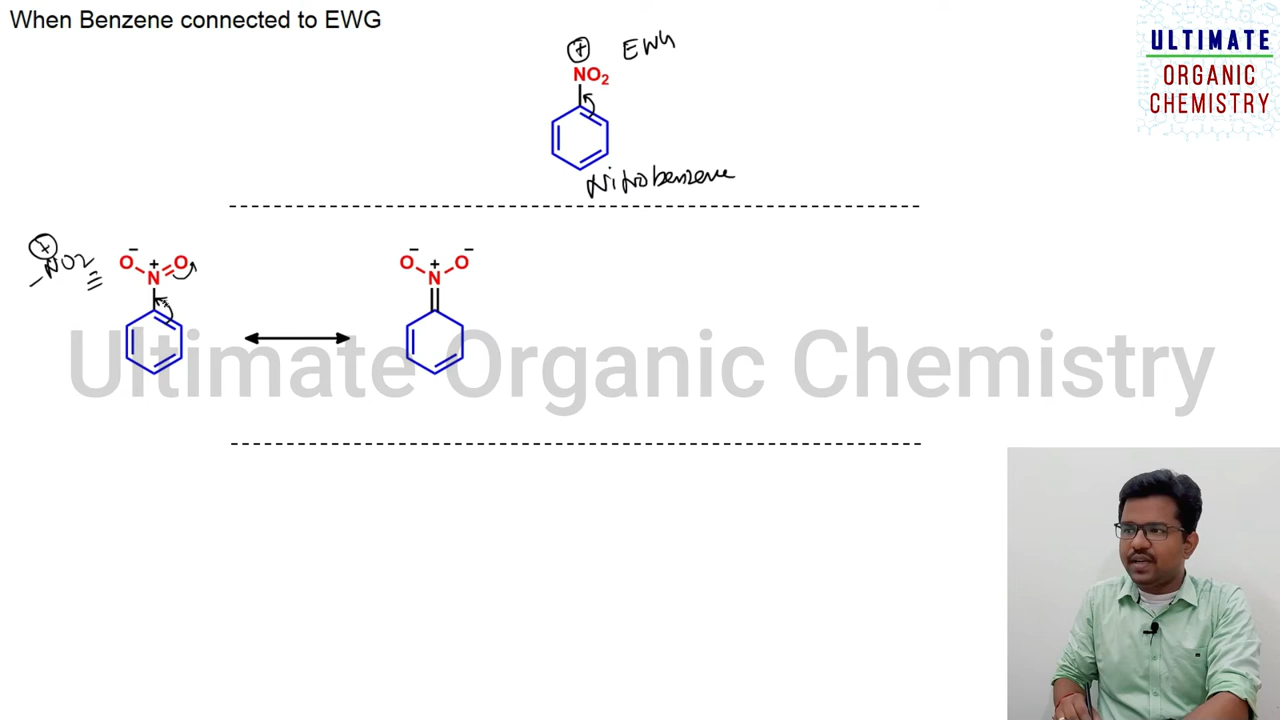 When Benzene connected to EWG
ULTIMATE
ORGANIC
CHEMISTRY
+ EWG
NO2
Nitrobenzene
+
-NO2
O− N+ O
O− N+ O−
Ultimate Organic Chemistry